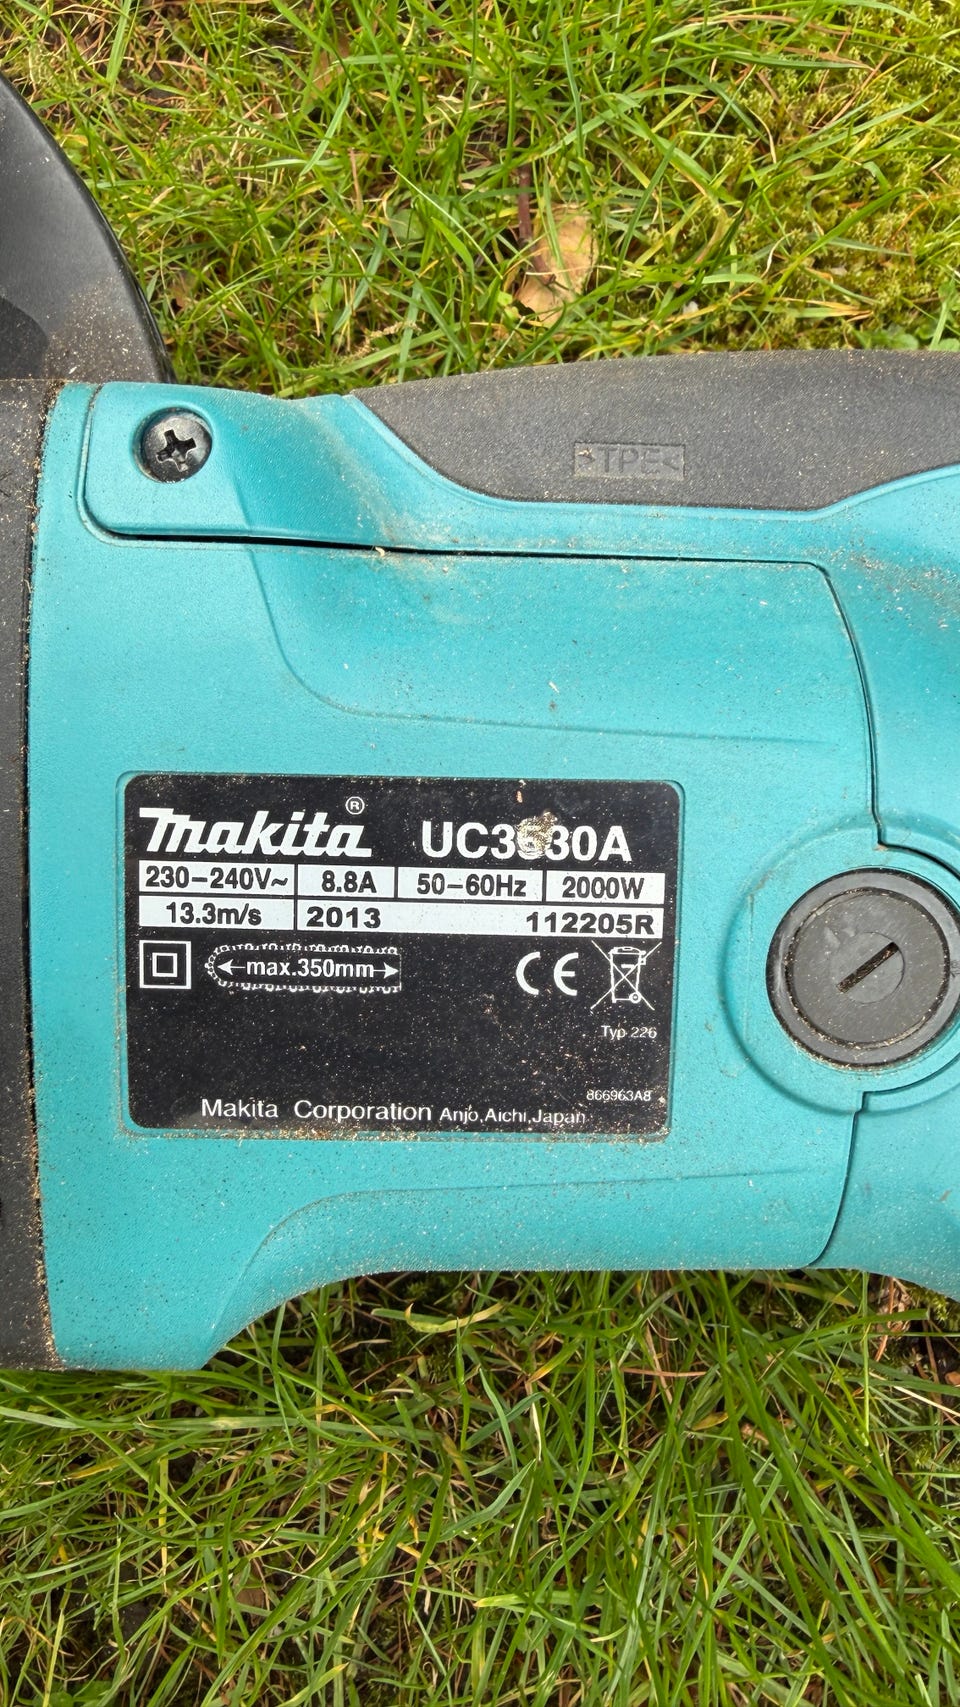 >TPE<
makita® UC3530A
230-240V~ 8.8A 50-60Hz 2000W
13.3m/s 2013 112205R
max.350mm
CE
Typ 226
866963A8
Makita Corporation Anjo,Aichi,Japan